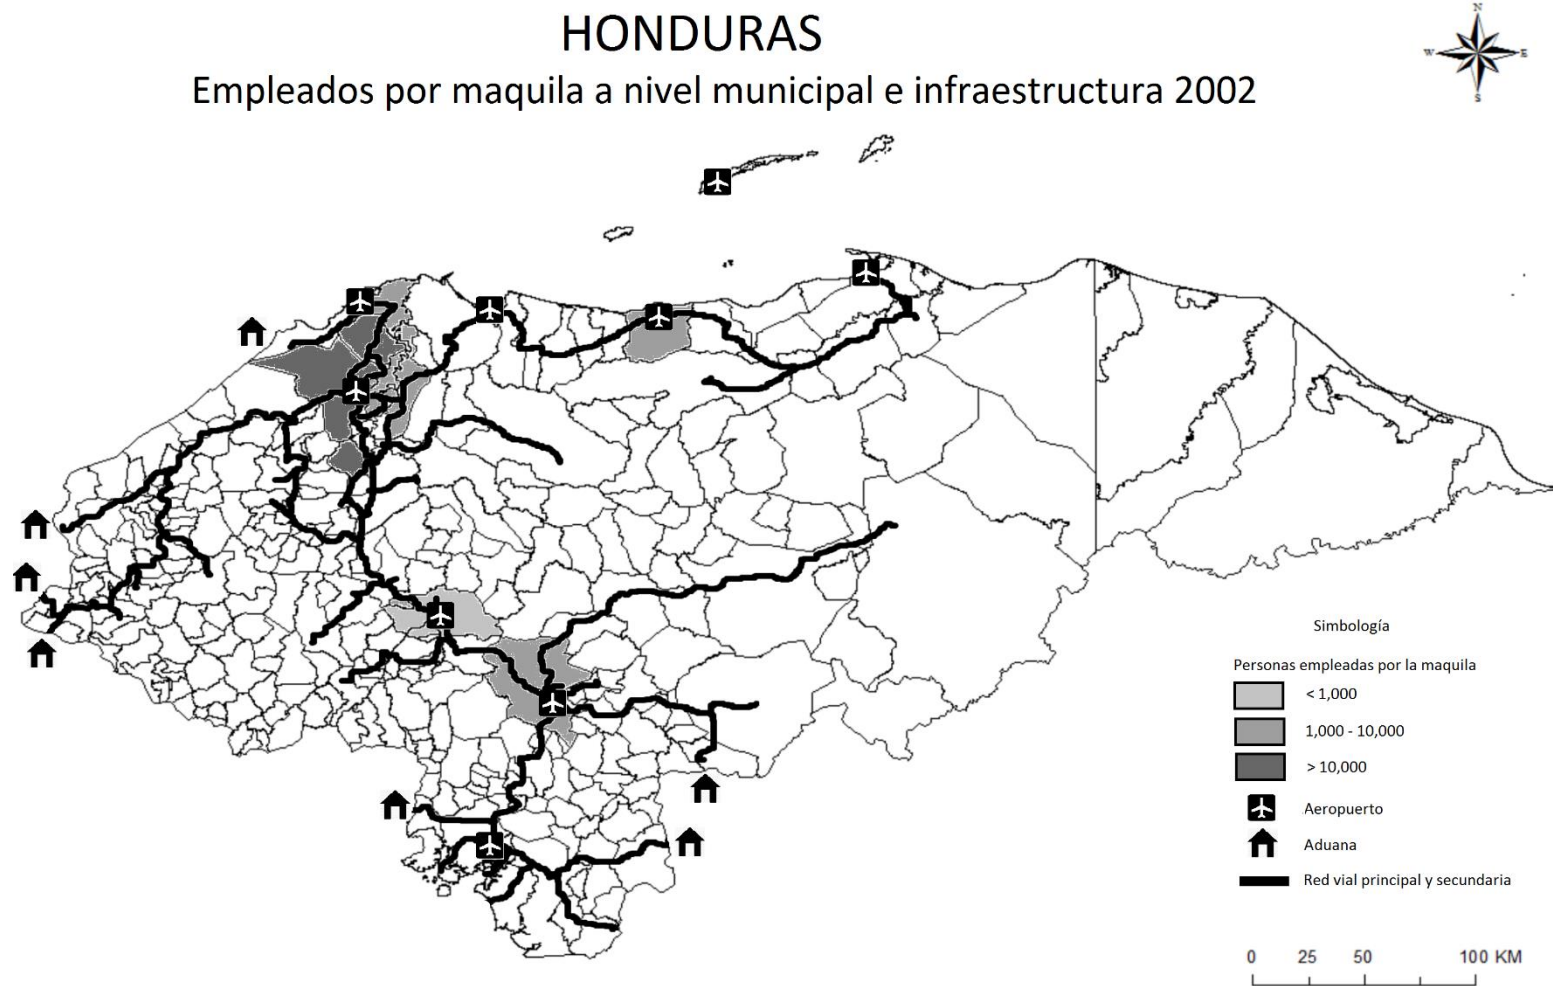 HONDURAS
Empleados por maquila a nivel municipal e infraestructura 2002
N
W
E
S
Simbología
Personas empleadas por la maquila
< 1,000
1,000 - 10,000
> 10,000
Aeropuerto
Aduana
Red vial principal y secundaria
0 25 50 100 KM